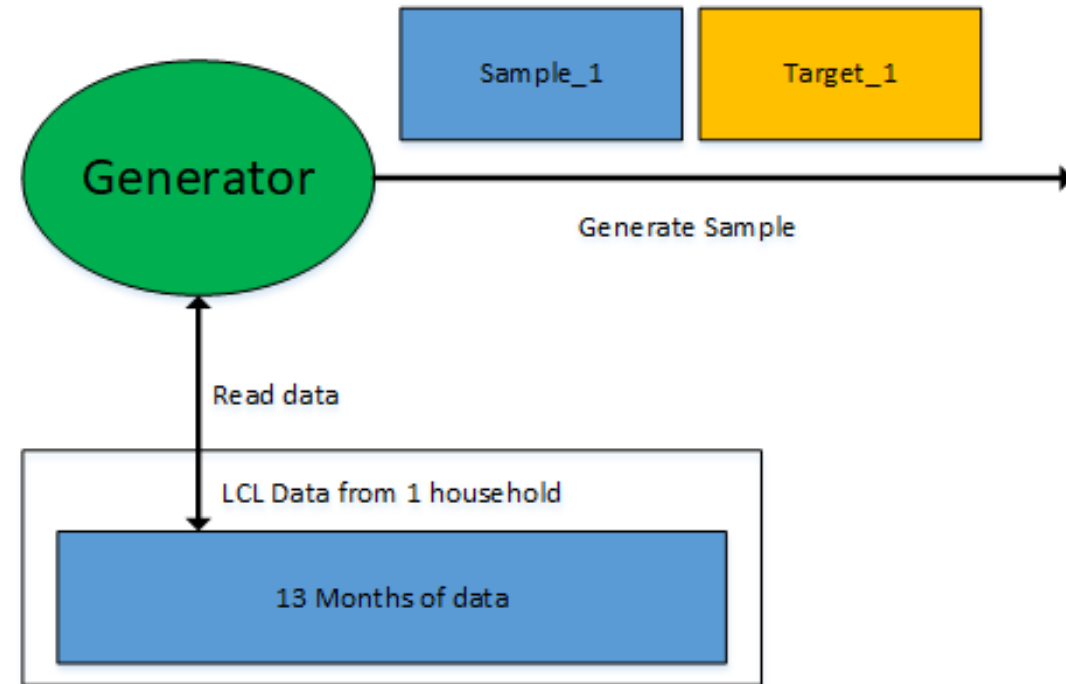 Sample_1
Target_1
Generator
Generate Sample
Read data
LCL Data from 1 household
13 Months of data